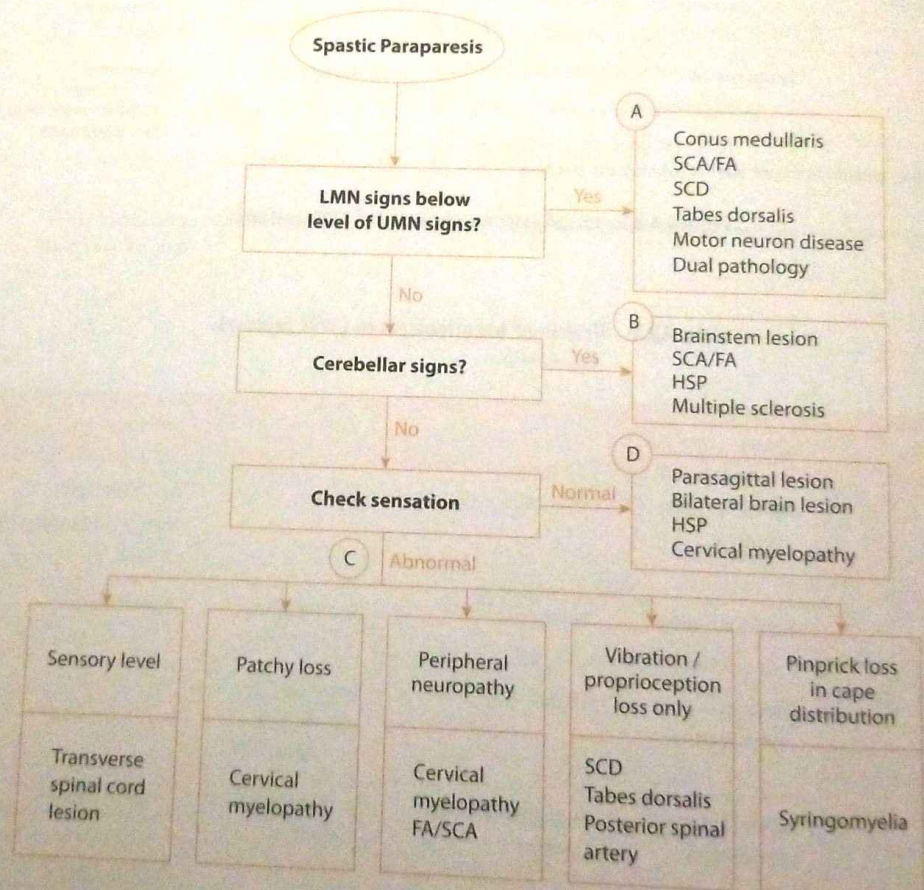 Spastic Paraparesis
A
LMN signs below
level of UMN signs?
Yes
Conus medullaris
SCA/FA
SCD
Tabes dorsalis
Motor neuron disease
Dual pathology
No
B
Cerebellar signs?
Yes
Brainstem lesion
SCA/FA
HSP
Multiple sclerosis
No
D
Check sensation
Normal
Parasagittal lesion
Bilateral brain lesion
HSP
Cervical myelopathy
C
Abnormal
Sensory level
Transverse
spinal cord
lesion
Patchy loss
Cervical
myelopathy
Peripheral
neuropathy
Cervical
myelopathy
FA/SCA
Vibration /
proprioception
loss only
SCD
Tabes dorsalis
Posterior spinal
artery
Pinprick loss
in cape
distribution
Syringomyelia